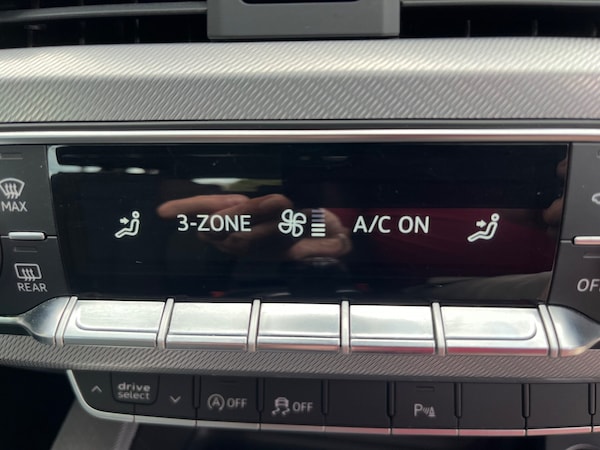 MAX
3-ZONE
A/C ON
REAR
OFF
drive
select
OFF
OFF
P